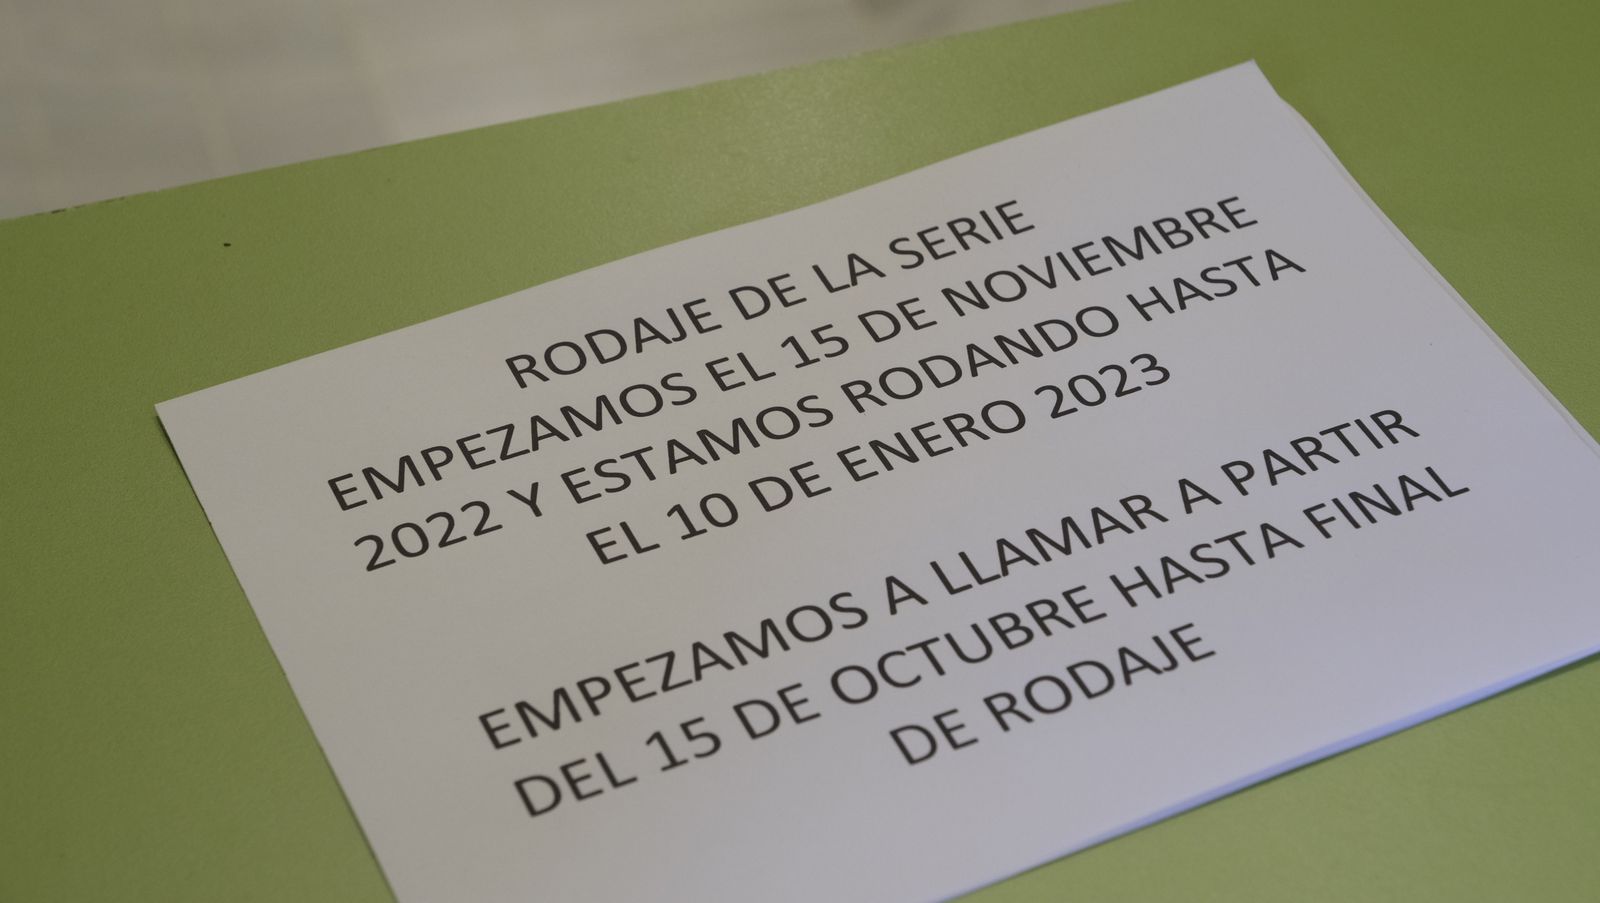 RODAJE DE LA SERIE
EMPEZAMOS EL 15 DE NOVIEMBRE
2022 Y ESTAMOS RODANDO HASTA
EL 10 DE ENERO 2023
EMPEZAMOS A LLAMAR A PARTIR
DEL 15 DE OCTUBRE HASTA FINAL
DE RODAJE